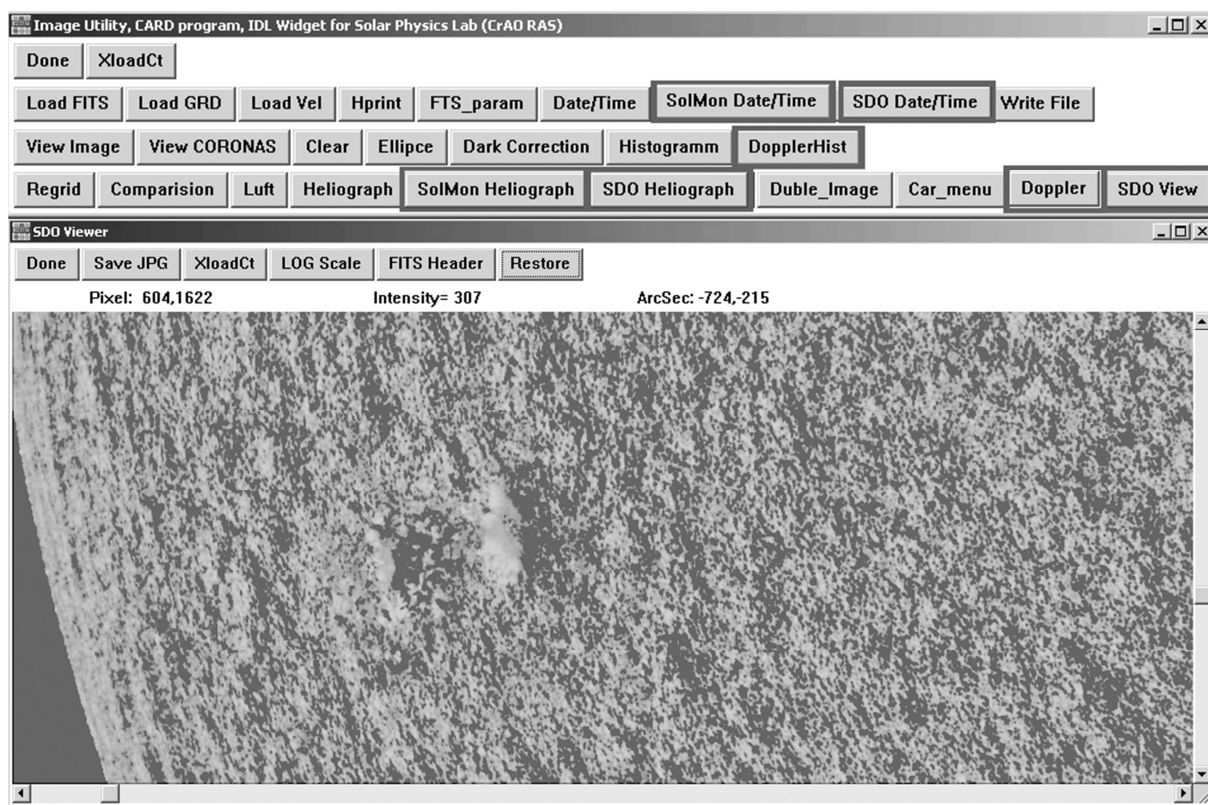 Image Utility, CARD program, IDL Widget for Solar Physics Lab (CrAO RAS)
Done XloadCt
Load FITS Load GRD Load Vel Hprint FTS_param Date/Time SolMon Date/Time SDO Date/Time Write File
View Image View CORONAS Clear Ellipce Dark Correction Histogramm DopplerHist
Regrid Comparision Luft Heliograph SolMon Heliograph SDO Heliograph Duble_Image Car_menu Doppler SDO View
SDO Viewer
Done Save JPG XloadCt LOG Scale FITS Header Restore
Pixel: 604,1622 Intensity= 307 ArcSec: -724,-215